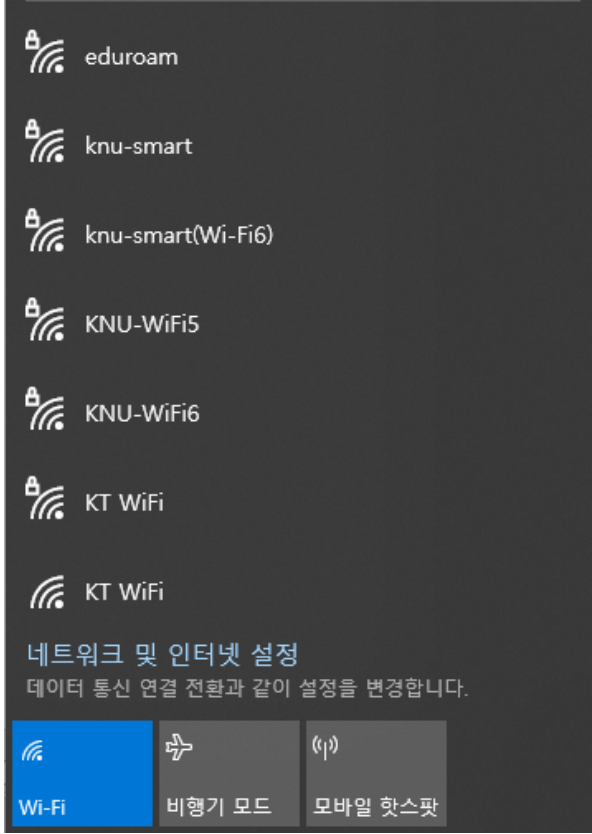 eduroam
knu-smart
knu-smart(Wi-Fi6)
KNU-WiFi5
KNU-WiFi6
KT WiFi
KT WiFi
네트워크 및 인터넷 설정
데이터 통신 연결 전환과 같이 설정을 변경합니다.
Wi-Fi
비행기 모드
모바일 핫스팟